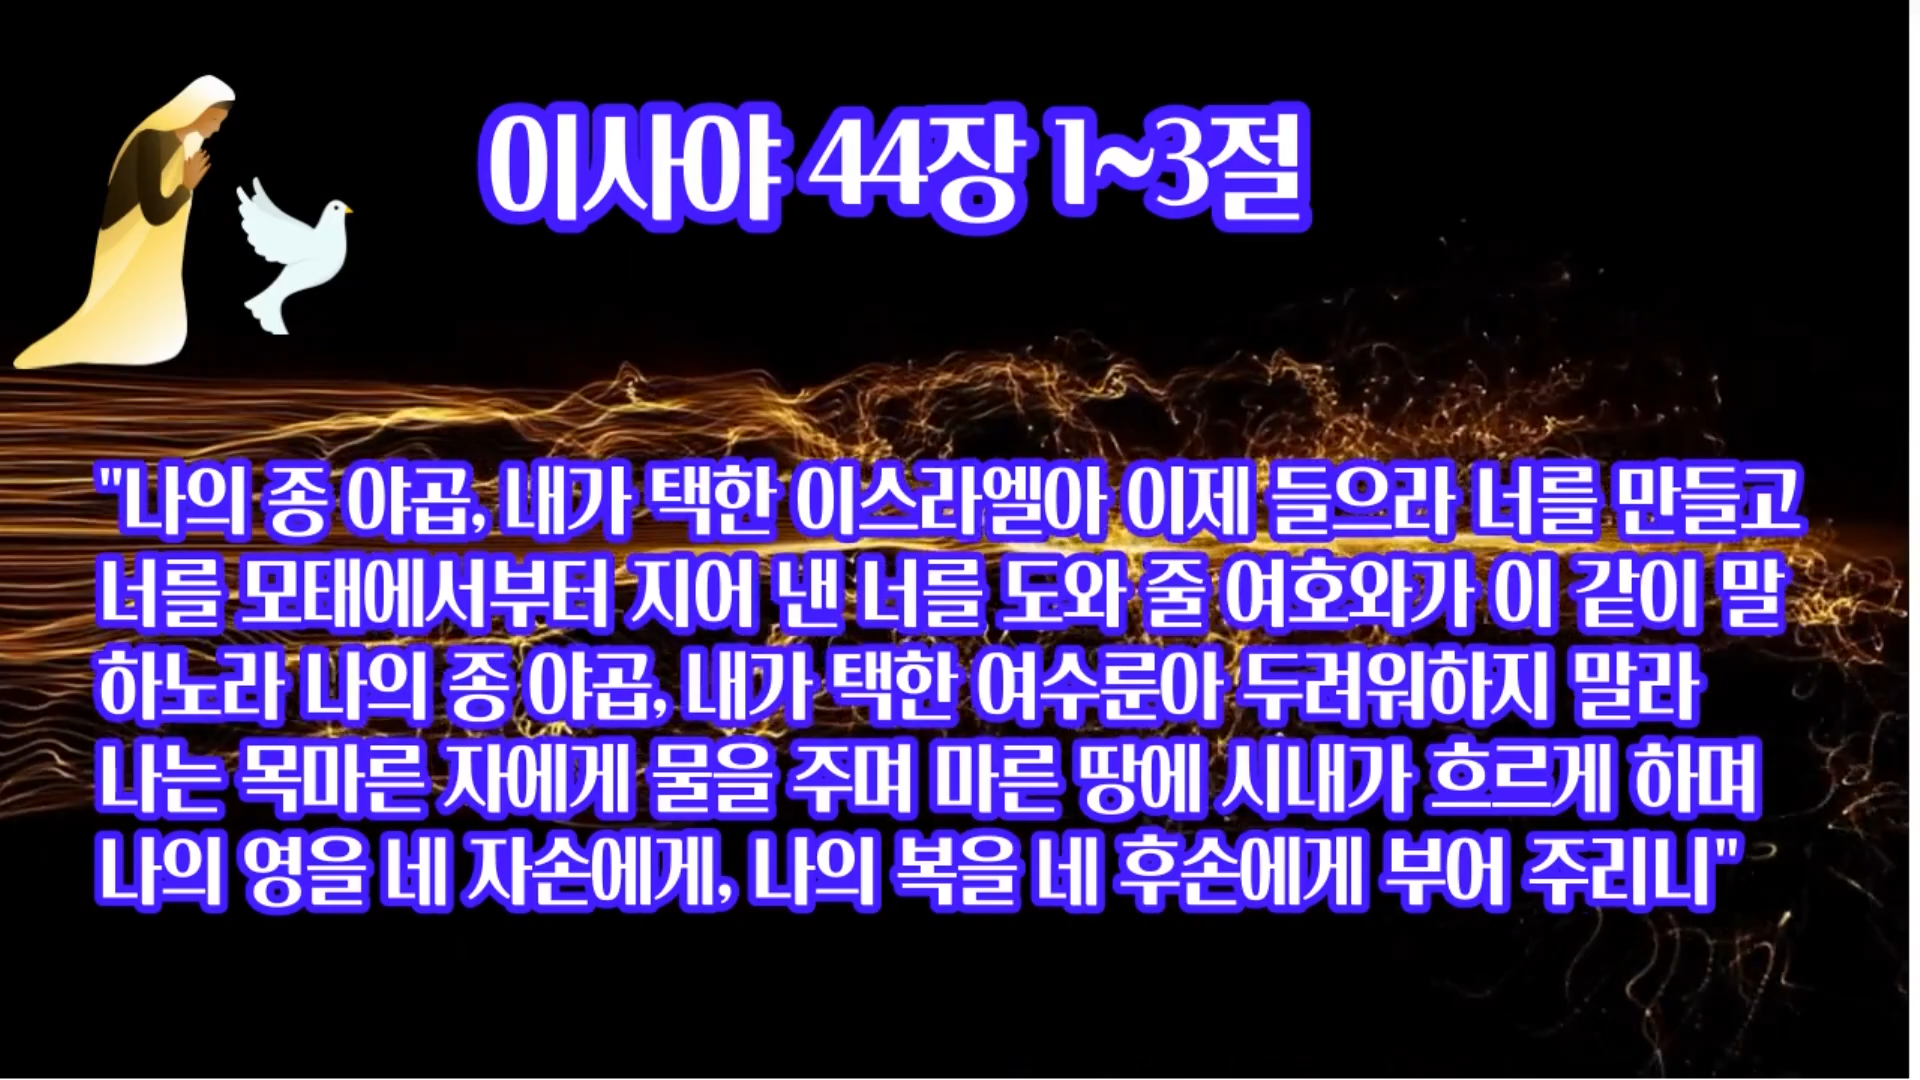 이사야 44장 1~3절
"나의 종 야곱, 내가 택한 이스라엘아 이제 들으라 너를 만들고
너를 모태에서부터 지어 낸 너를 도와 줄 여호와가 이 같이 말
하노라 나의 종 야곱, 내가 택한 여수룬아 두려워하지 말라
나는 목마른 자에게 물을 주며 마른 땅에 시내가 흐르게 하며
나의 영을 네 자손에게, 나의 복을 네 후손에게 부어 주리니"